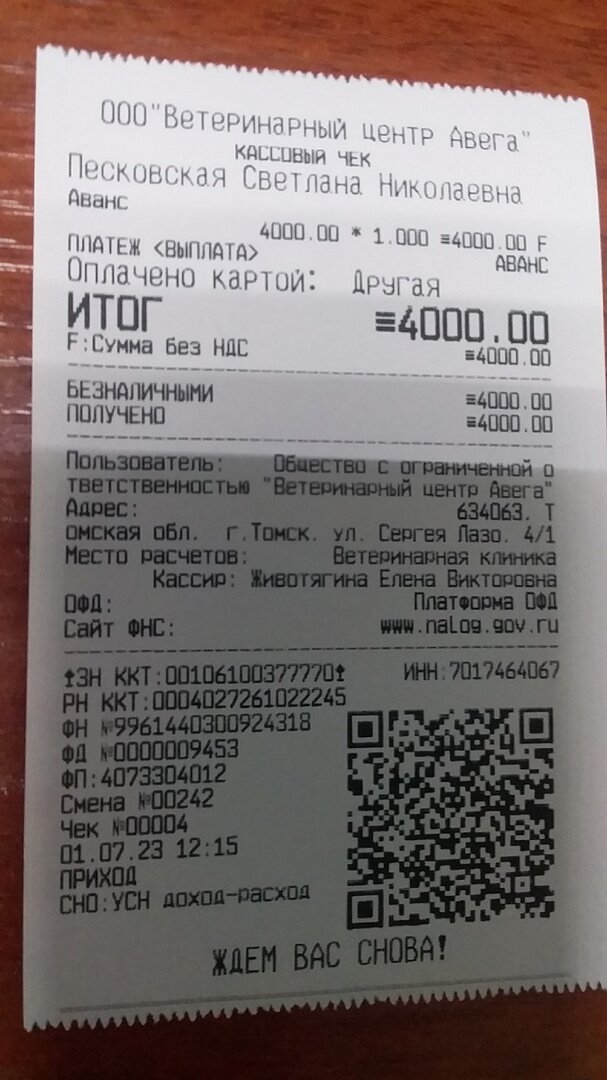 ООО"Ветеринарный центр Авега"
КАССОВЫЙ ЧЕК
Песковская Светлана Николаевна
Аванс
4000.00 * 1.000 ≡4000.00 F
ПЛАТЕЖ <ВЫПЛАТА> АВАНС
Оплачено картой: Другая
ИТОГ ≡4000.00
F:Сумма без НДС ≡4000.00
БЕЗНАЛИЧНЫМИ ≡4000.00
ПОЛУЧЕНО ≡4000.00
Пользователь: Общество с ограниченной о
тветственностью "Ветеринарный центр Авега"
Адрес: 634063. Т
омская обл. г.Томск. ул. Сергея Лазо. 4/1
Место расчетов: Ветеринарная клиника
Кассир: Животягина Елена Викторовна
ОФД: Платформа ОФД
Сайт ФНС: www.nalog.gov.ru
ЗН ККТ:00106100377770 ИНН:7017464067
РН ККТ:0004027261022245
ФН №9961440300924318
ФД №0000009453
ФП:4073304012
Смена №00242
Чек №00004
01.07.23 12:15
ПРИХОД
СНО:УСН доход-расход
ЖДЕМ ВАС СНОВА!